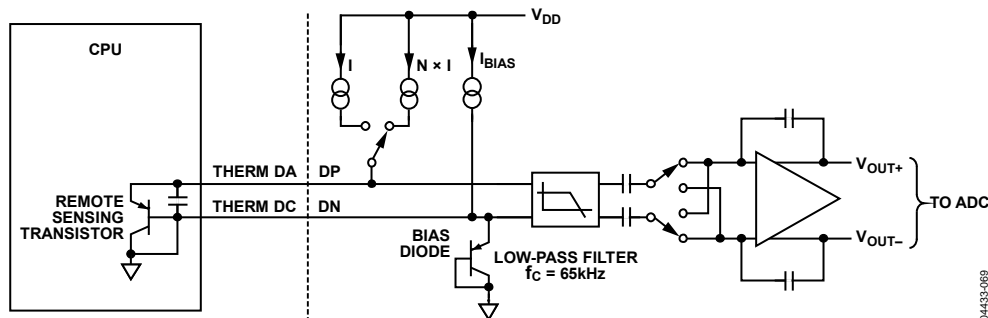 CPU
V_DD
I
N × I
I_BIAS
THERM DA
DP
REMOTE
SENSING
TRANSISTOR
THERM DC
DN
BIAS
DIODE
LOW-PASS FILTER
f_C = 65kHz
V_OUT+
TO ADC
V_OUT–
04433-069